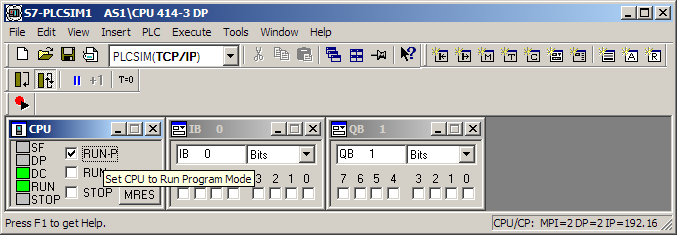 S7-PLCSIM1 AS1\CPU 414-3 DP
File Edit View Insert PLC Execute Tools Window Help
PLCSIM(TCP/IP)
+1 T=0
CPU
SF
DP
DC
RUN
STOP
RUN-P
RUN
STOP
MRES
Set CPU to Run Program Mode
IB 0
IB 0 Bits
3 2 1 0
QB 1
QB 1 Bits
7 6 5 4 3 2 1 0
Press F1 to get Help.
CPU/CP: MPI=2 DP=2 IP=192.16